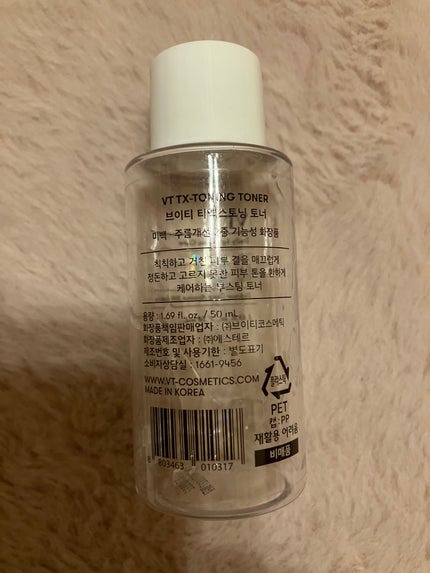 VT TX-TONING TONER
브이티 티엑스토닝 토너
미백·주름개선 2중 기능성 화장품
칙칙하고 거친 피부 결을 매끄럽게
정돈하고 고르지 못한 피부 톤을 환하게
케어하는 부스팅 토너
용량 : 1.69 fl. oz. / 50 mL
화장품책임판매업자 : ㈜브이티코스메틱
화장품제조업자 : ㈜에스테르
제조번호 및 사용기한 : 별도표기
소비자상담실 : 1661-9456
WWW.VT-COSMETICS.COM
MADE IN KOREA
플라스틱
PET
캡:PP
재활용 어려움
비매품
8 803463 010317